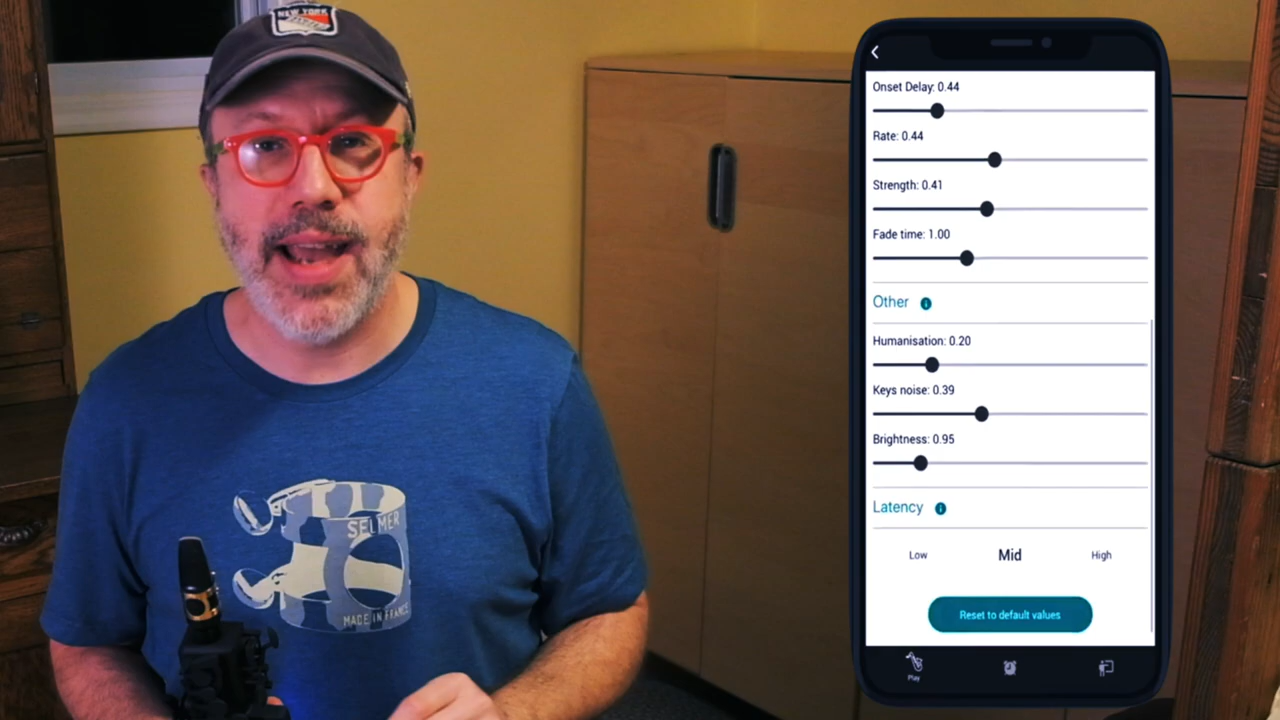 NEW YORK
SELMER
MADE IN FRANCE
Onset Delay: 0.44
Rate: 0.44
Strength: 0.41
Fade time: 1.00
Other
Humanisation: 0.20
Keys noise: 0.39
Brightness: 0.95
Latency
Low Mid High
Reset to default values
Play